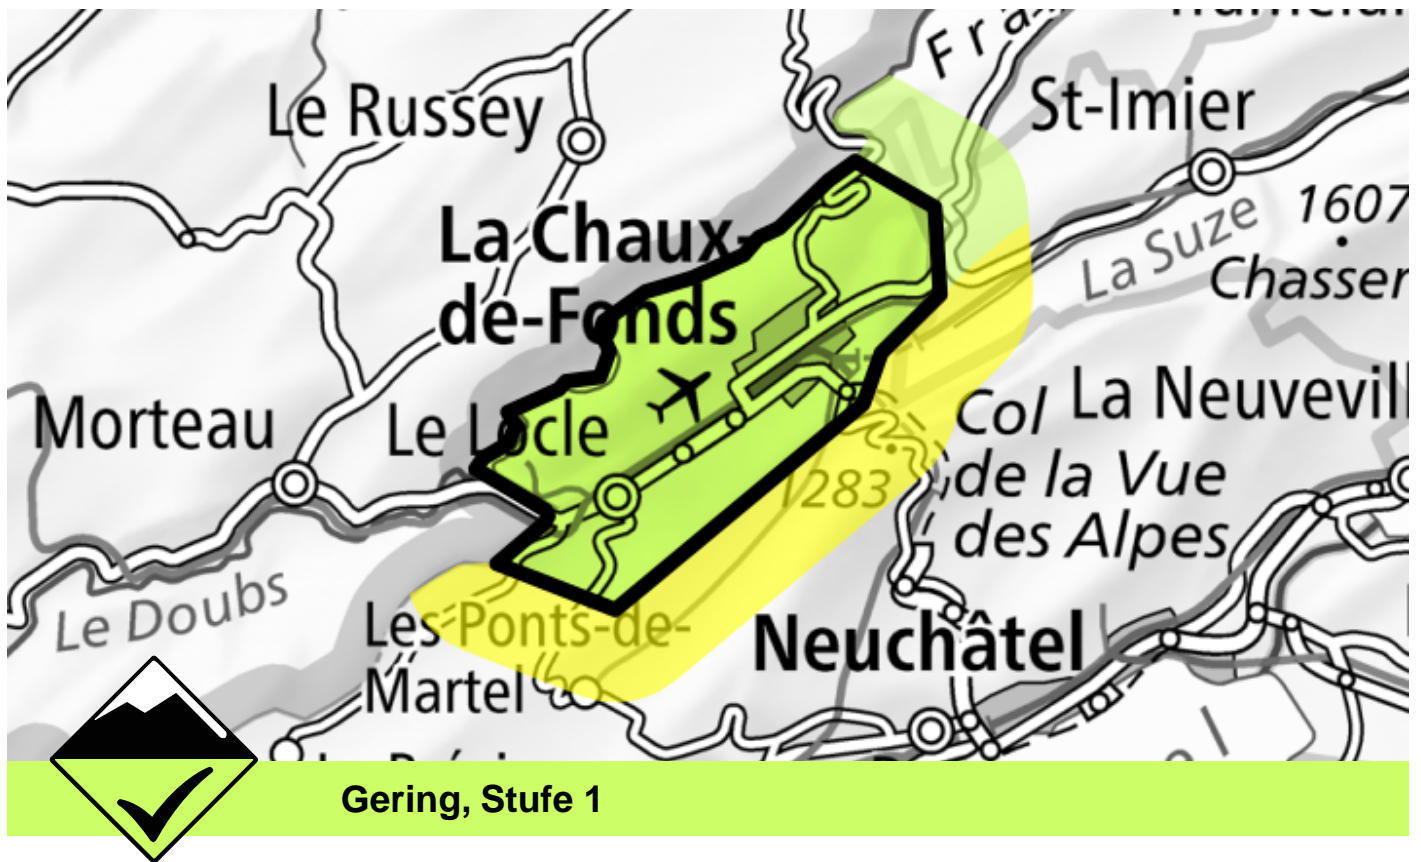 Le Russey
St-Imier
La Chaux-
de-Fonds
La Suze
1607
Chasser
Morteau
Le Locle
Col
de la Vue
des Alpes
La Neuvevill
1283
Le Doubs
Les Ponts-de-
Martel
Neuchâtel
Gering, Stufe 1